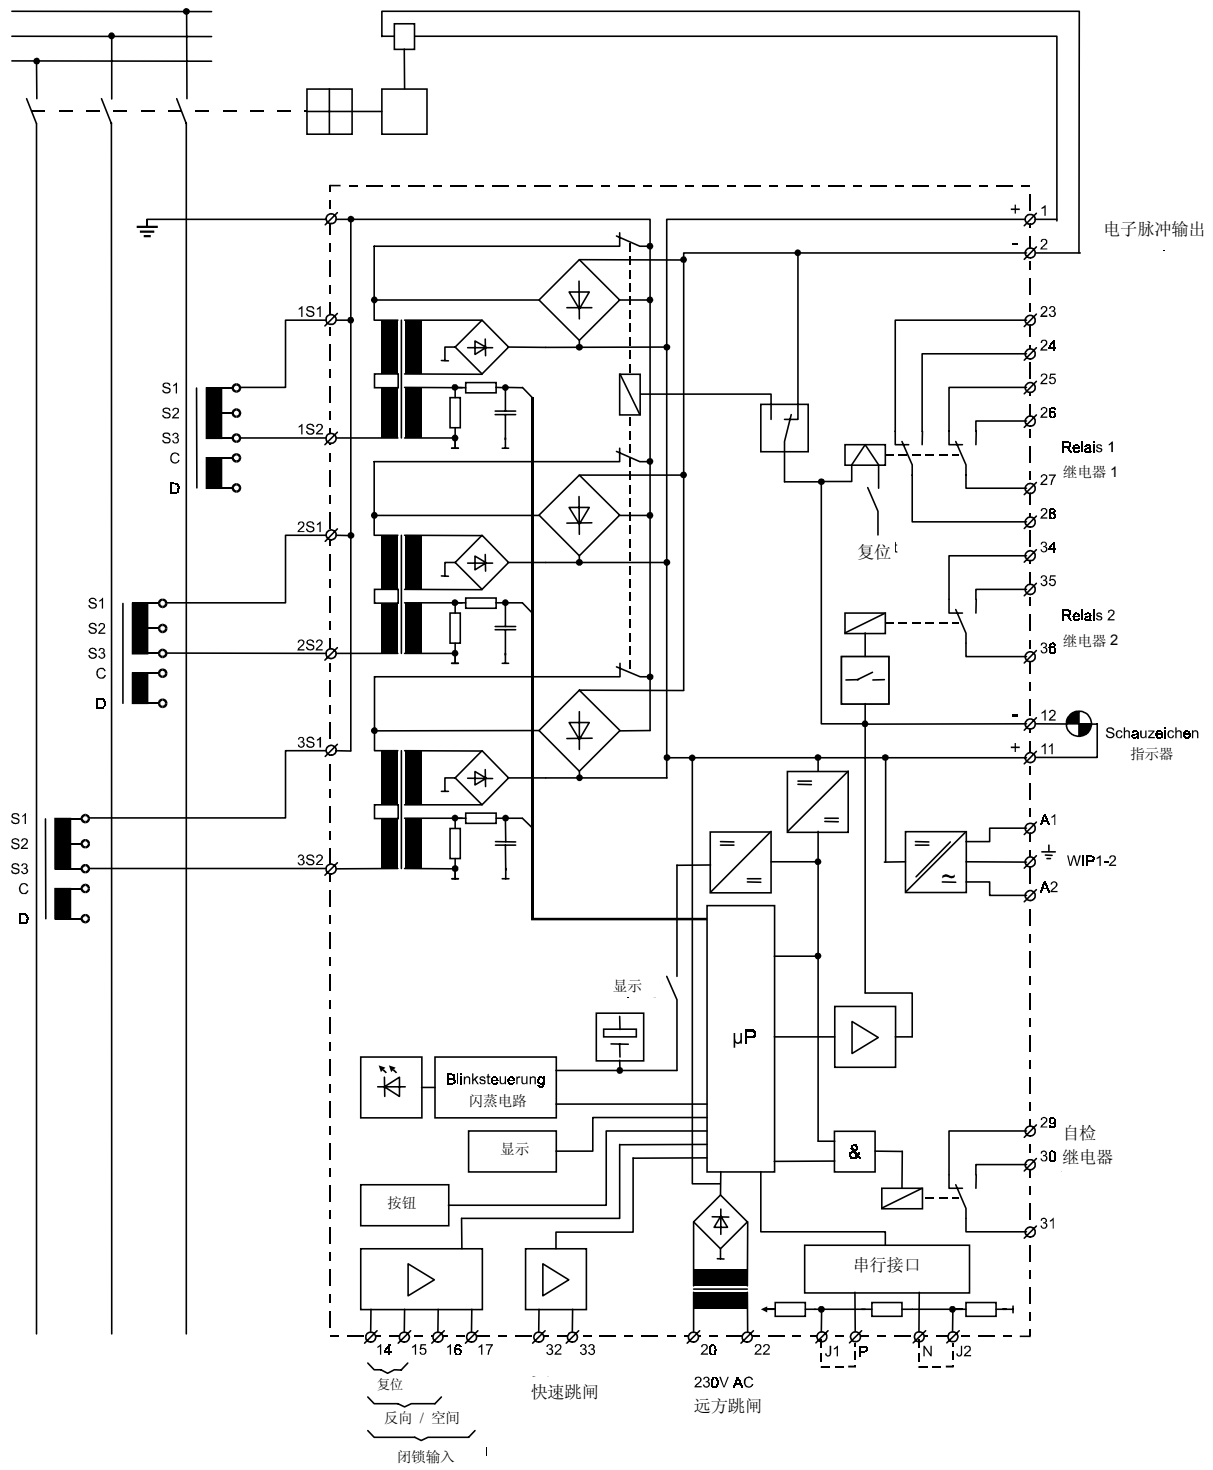 + 1
电子脉冲输出
- 2
1S1
23
24
S1
25
S2
26
S3
1S2
Relais 1
C
继电器 1
D
27
28
2S1
复位
34
35
S1
Relais 2
S2
继电器 2
S3
2S2
36
C
D
- 12
Schauzeichen
3S1
+ 11
指示器
S1
A1
S2
WIP1-2
S3
3S2
C
A2
D
显示
µP
Blinksteuerung
闪蒸电路
29
自检
显示
&
30
继电器
按钮
31
串行接口
14
15
16
17
32
33
20
22
J1
P
N
J2
复位
快速跳闸
230V AC
远方跳闸
反向 / 空间
闭锁输入